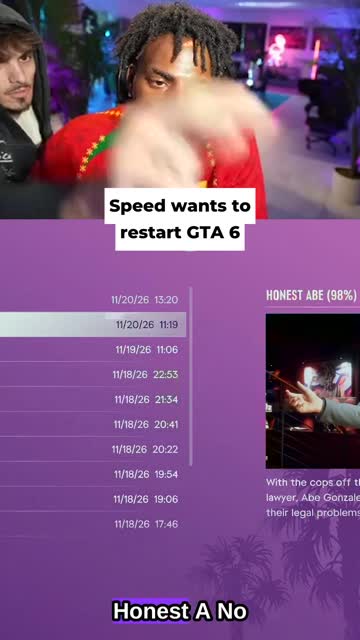 Speed wants to
restart GTA 6
11/20/26 13:20
11/20/26 11:19
11/19/26 11:06
11/18/26 22:53
11/18/26 21:34
11/18/26 20:41
11/18/26 20:22
11/18/26 19:54
11/18/26 19:06
11/18/26 17:46
HONEST ABE (98%)
With the cops off th
lawyer, Abe Gonzale
their legal problems
Honest A No